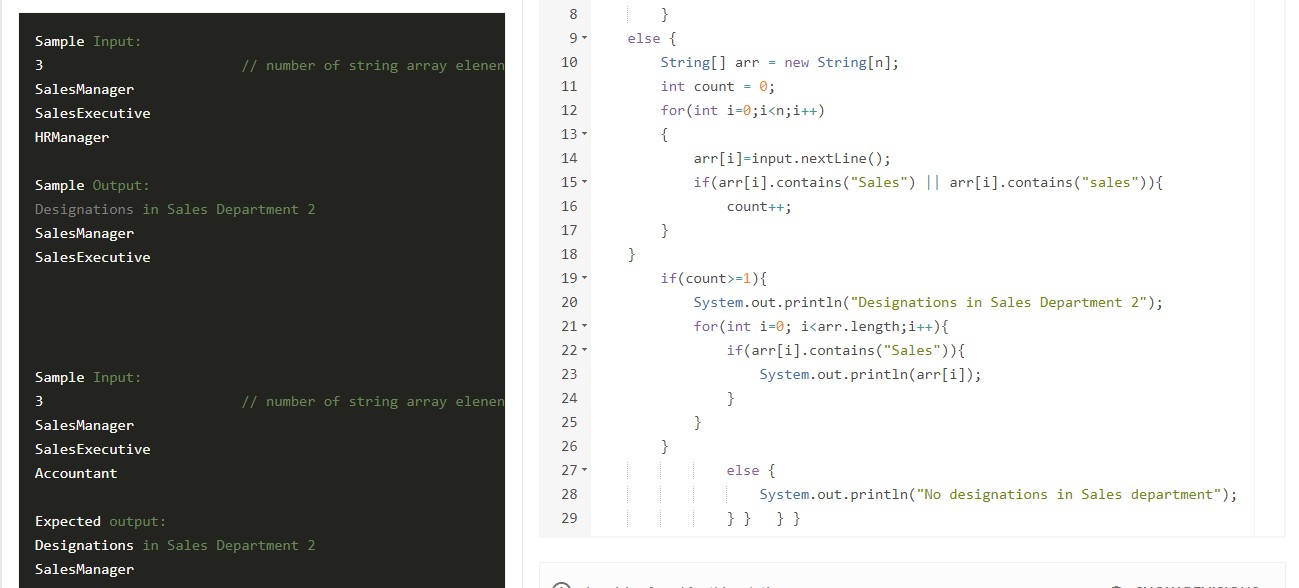 Sample Input:
3 // number of string array elenen
SalesManager
SalesExecutive
HRManager
Sample Output:
Designations in Sales Department 2
SalesManager
SalesExecutive
Sample Input:
3 // number of string array elenen
SalesManager
SalesExecutive
Accountant
Expected output:
Designations in Sales Department 2
SalesManager
8 }
9 else {
10 String[] arr = new String[n];
11 int count = 0;
12 for(int i=0;i<n;i++)
13 {
14 arr[i]=input.nextLine();
15 if(arr[i].contains("Sales") || arr[i].contains("sales")){
16 count++;
17 }
18 }
19 if(count>=1){
20 System.out.println("Designations in Sales Department 2");
21 for(int i=0; i<arr.length;i++){
22 if(arr[i].contains("Sales")){
23 System.out.println(arr[i]);
24 }
25 }
26 }
27 else {
28 System.out.println("No designations in Sales department");
29 } } } }